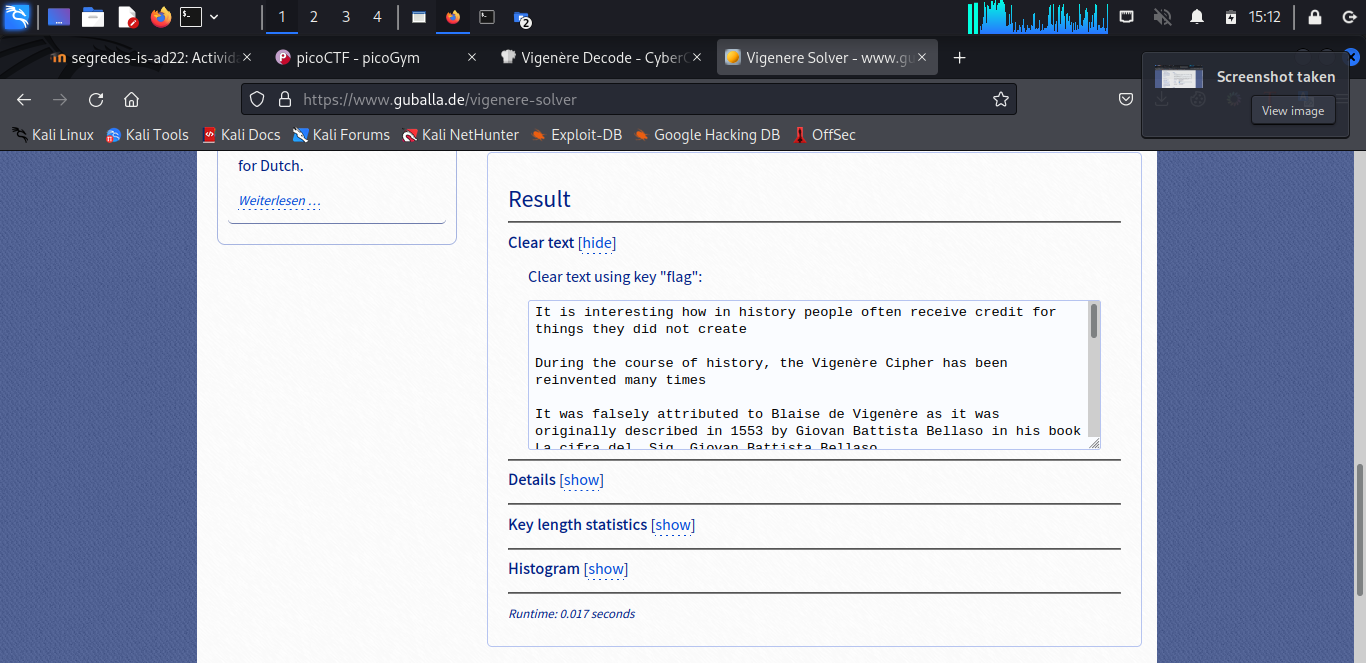 1 2 3 4 2 15:12
segredes-is-ad22: Activid
picoCTF - picoGym
Vigenère Decode - CyberC
Vigenere Solver - www.gu
Screenshot taken
View image
https://www.guballa.de/vigenere-solver
Kali Linux Kali Tools Kali Docs Kali Forums Kali NetHunter Exploit-DB Google Hacking DB OffSec
for Dutch.
Weiterlesen …
Result
Clear text [hide]
Clear text using key "flag":
It is interesting how in history people often receive credit for
things they did not create
During the course of history, the Vigenère Cipher has been
reinvented many times
It was falsely attributed to Blaise de Vigenère as it was
originally described in 1553 by Giovan Battista Bellaso in his book
La cifra del. Sig. Giovan Battista Bellaso
Details [show]
Key length statistics [show]
Histogram [show]
Runtime: 0.017 seconds